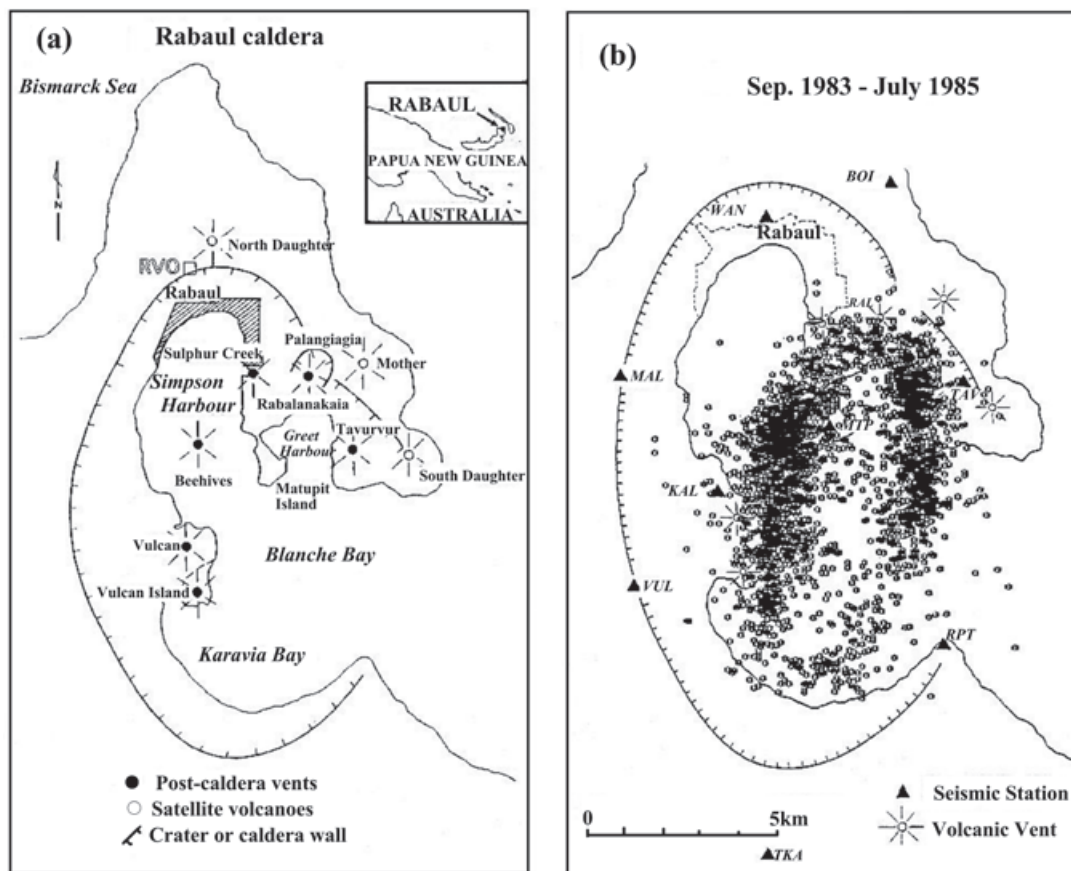 (a)
Rabaul caldera
Bismarck Sea
RABAUL
PAPUA NEW GUINEA
AUSTRALIA
N
North Daughter
RVO
Rabaul
Palangiagia
Sulphur Creek
Mother
Simpson
Harbour
Rabalanakaia
Greet
Harbour
Tavurvur
Beehives
Matupit
Island
South Daughter
Vulcan
Blanche Bay
Vulcan Island
Karavia Bay
Post-caldera vents
Satellite volcanoes
Crater or caldera wall
(b)
Sep. 1983 - July 1985
BOI
WAN
Rabaul
RAL
MAL
TAV
MTP
KAL
VUL
RPT
Seismic Station
0
5km
Volcanic Vent
TKA